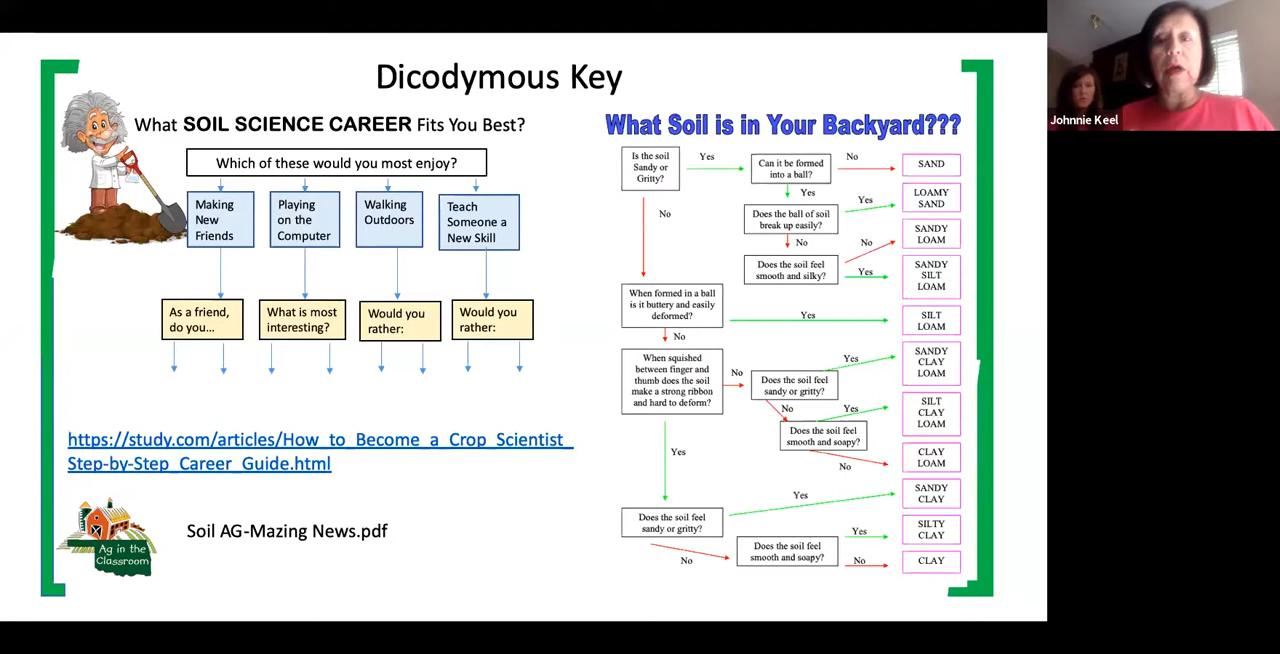 Dicodymous Key
What SOIL SCIENCE CAREER Fits You Best?
Which of these would you most enjoy?
Making
New
Friends
Playing
on the
Computer
Walking
Outdoors
Teach
Someone a
New Skill
As a friend,
do you...
What is most
interesting?
Would you
rather:
Would you
rather:
https://study.com/articles/How_to_Become_a_Crop_Scientist_
Step-by-Step_Career_Guide.html
Ag in the
Classroom
Soil AG-Mazing News.pdf
What Soil is in Your Backyard???
Is the soil
Sandy or
Gritty?
Yes
Can it be formed
into a ball?
No
SAND
Yes
No
Does the ball of soil
break up easily?
Yes
LOAMY
SAND
No
Does the soil feel
smooth and silky?
No
SANDY
LOAM
Yes
SANDY
SILT
LOAM
When formed in a ball
is it buttery and easily
deformed?
Yes
SILT
LOAM
No
When squished
between finger and
thumb does the soil
make a strong ribbon
and hard to deform?
No
Does the soil feel
sandy or gritty?
Yes
SANDY
CLAY
LOAM
No
Does the soil feel
smooth and soapy?
Yes
SILT
CLAY
LOAM
No
CLAY
LOAM
Yes
Does the soil feel
sandy or gritty?
Yes
SANDY
CLAY
No
Does the soil feel
smooth and soapy?
Yes
SILTY
CLAY
No
CLAY
Johnnie Keel